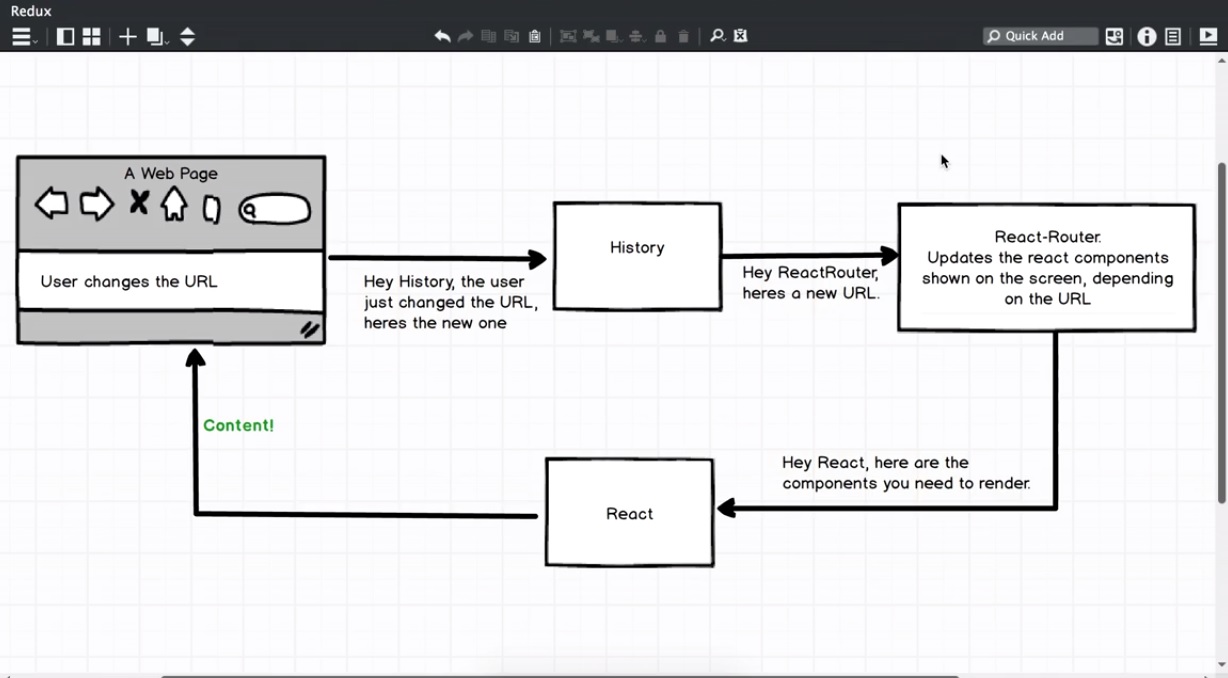 Redux
Quick Add
A Web Page
User changes the URL
Hey History, the user
just changed the URL,
heres the new one
History
Hey ReactRouter,
heres a new URL.
React-Router.
Updates the react components
shown on the screen, depending
on the URL
Content!
Hey React, here are the
components you need to render.
React